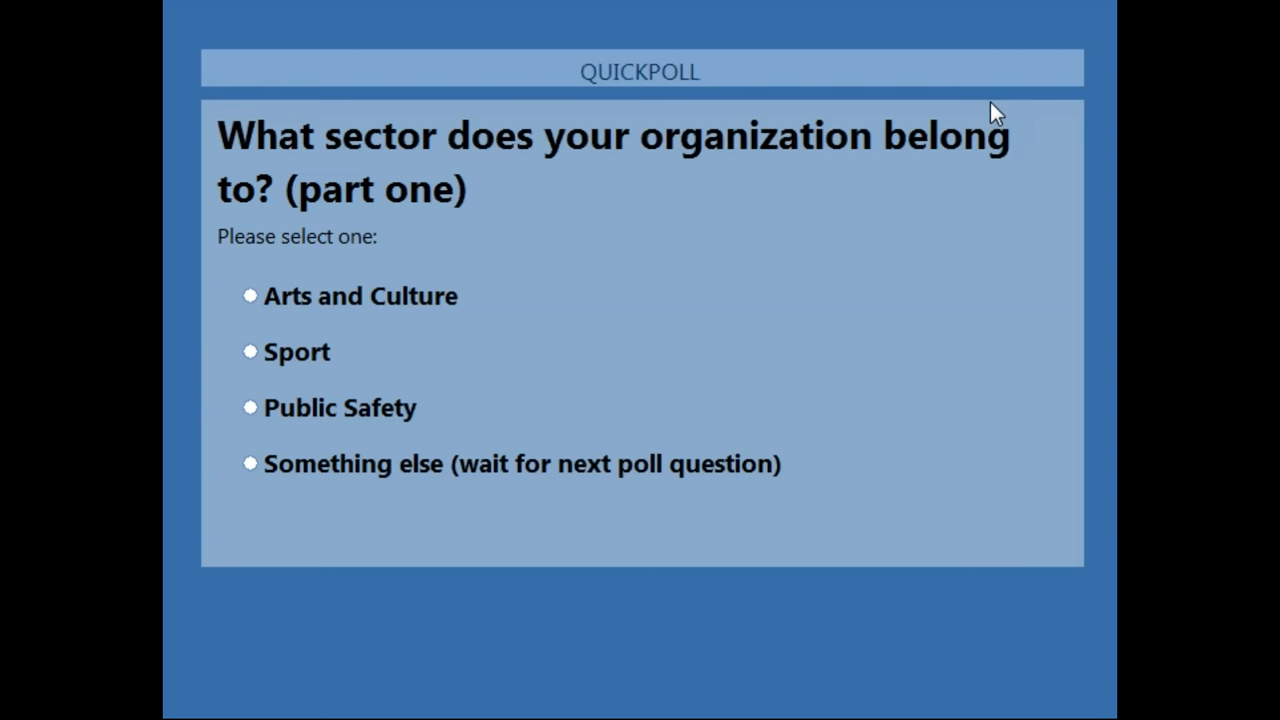 QUICKPOLL
What sector does your organization belong
to? (part one)
Please select one:
Arts and Culture
Sport
Public Safety
Something else (wait for next poll question)